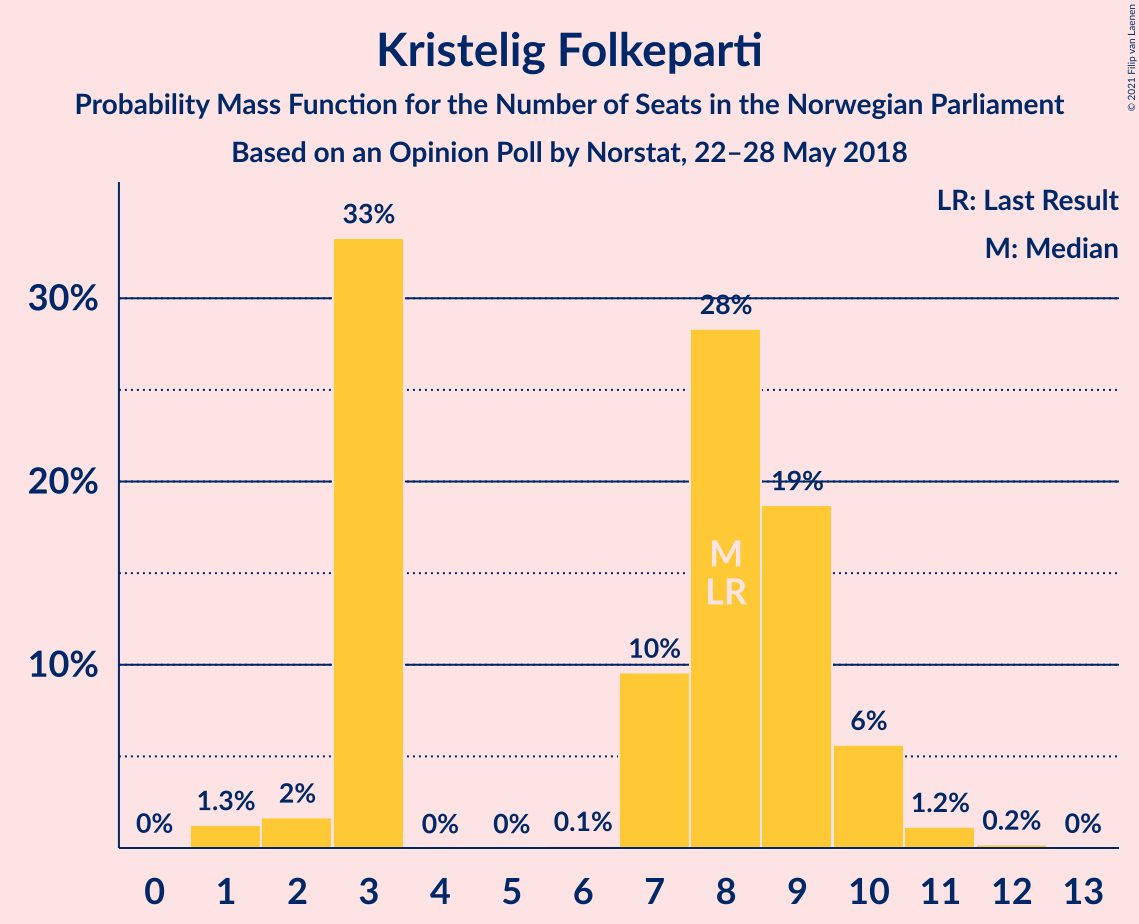 Kristelig Folkeparti
Probability Mass Function for the Number of Seats in the Norwegian Parliament
Based on an Opinion Poll by Norstat, 22–28 May 2018
© 2021 Filip van Laenen
LR: Last Result
M: Median
30%
20%
10%
0%
1.3%
2%
33%
0%
0%
0.1%
10%
28%
19%
6%
1.2%
0.2%
0%
M
LR
0 1 2 3 4 5 6 7 8 9 10 11 12 13